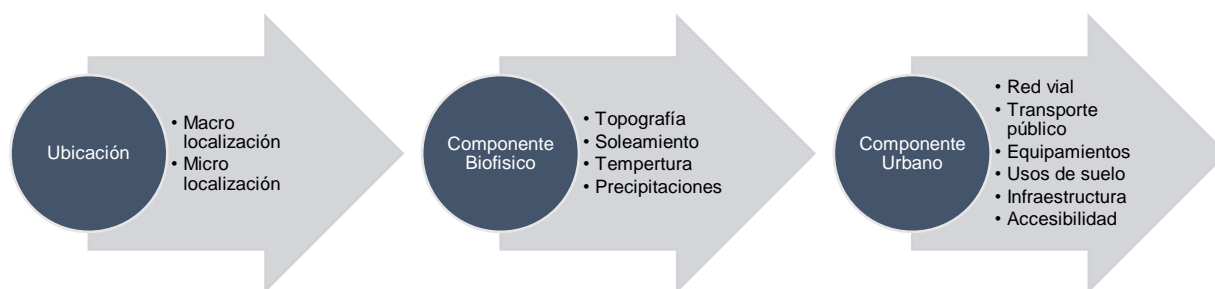 Ubicación
• Macro
localización
• Micro
localización
Componente
Biofisico
• Topografía
• Soleamiento
• Tempertura
• Precipitaciones
Componente
Urbano
• Red vial
• Transporte
público
• Equipamientos
• Usos de suelo
• Infraestructura
• Accesibilidad